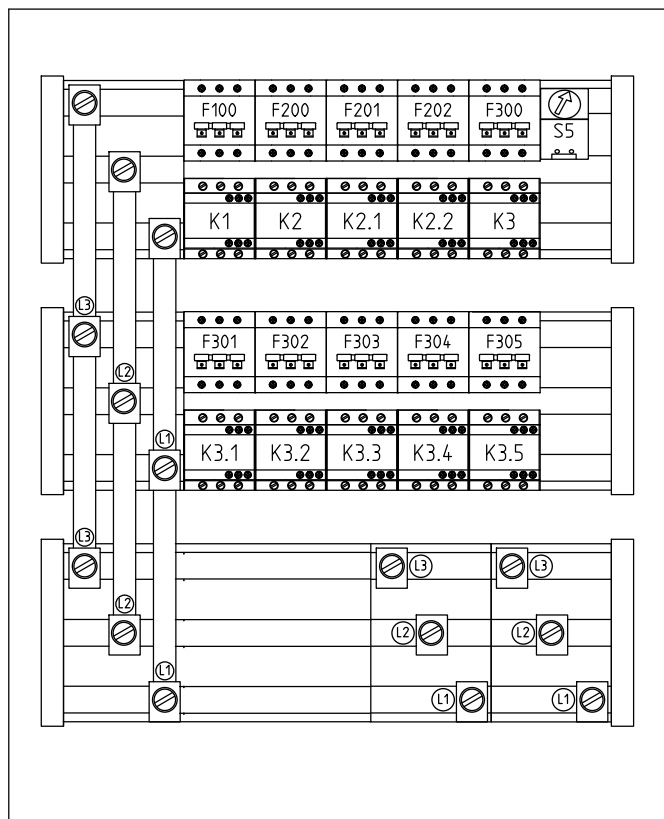 F100 F200 F201 F202 F300 S5
K1 K2 K2.1 K2.2 K3
L3
F301 F302 F303 F304 F305
L2
L1
K3.1 K3.2 K3.3 K3.4 K3.5
L3 L3 L3
L2 L2 L2
L1 L1 L1